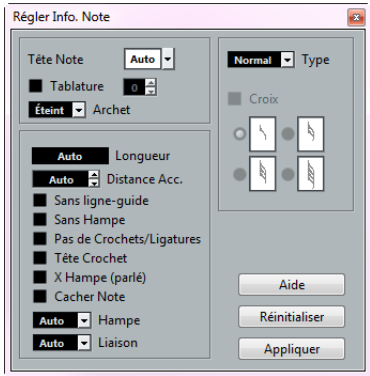 Régler Info. Note
Tête Note Auto
Tablature 0
Éteint Archet
Auto Longueur
Auto Distance Acc.
Sans ligne-guide
Sans Hampe
Pas de Crochets/Ligatures
Tête Crochet
X Hampe (parlé)
Cacher Note
Auto Hampe
Auto Liaison
Normal Type
Croix
Aide
Réinitialiser
Appliquer